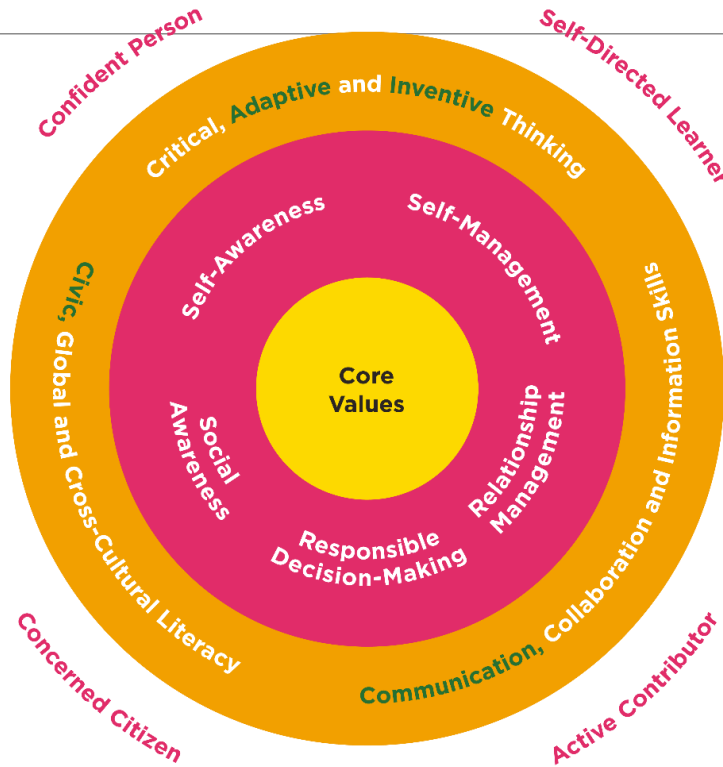 Confident Person
Self-Directed Learner
Critical, Adaptive and Inventive Thinking
Self-Awareness
Self-Management
Civic, Global and Cross-Cultural Literacy
Communication, Collaboration and Information Skills
Core
Values
Social
Awareness
Relationship
Management
Responsible
Decision-Making
Concerned Citizen
Active Contributor